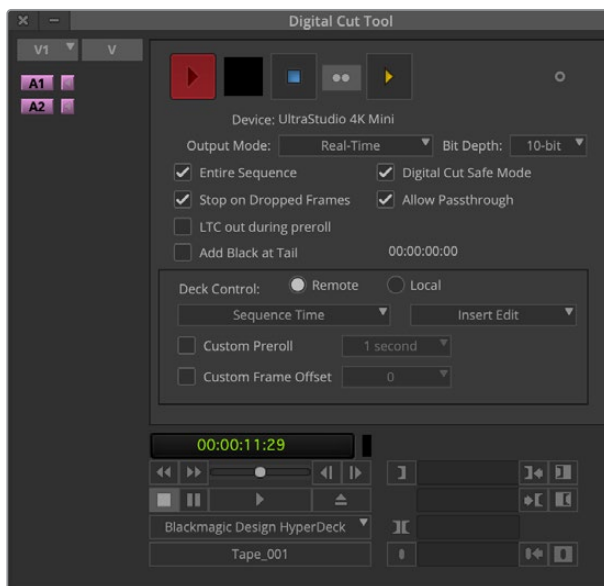 Digital Cut Tool
V1 V
A1
A2
Device: UltraStudio 4K Mini
Output Mode: Real-Time Bit Depth: 10-bit
Entire Sequence Digital Cut Safe Mode
Stop on Dropped Frames Allow Passthrough
LTC out during preroll
Add Black at Tail 00:00:00:00
Deck Control: Remote Local
Sequence Time Insert Edit
Custom Preroll 1 second
Custom Frame Offset 0
00:00:11:29
Blackmagic Design HyperDeck
Tape_001